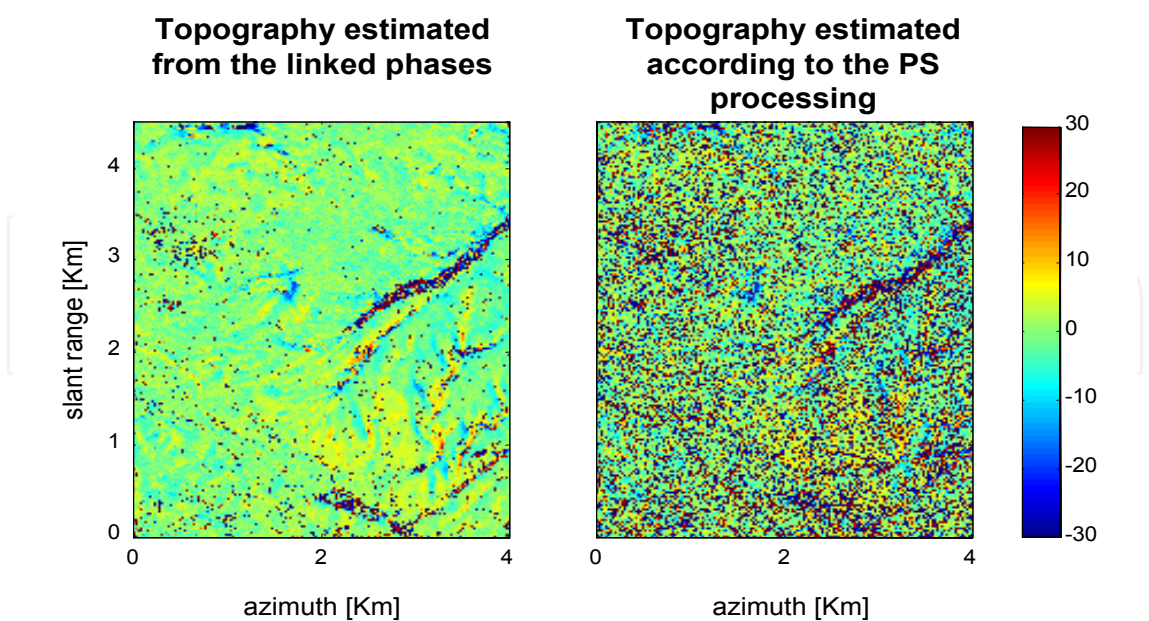 Topography estimated
from the linked phases
Topography estimated
according to the PS
processing
slant range [Km]
4
3
2
1
0
0
2
4
azimuth [Km]
0
2
4
azimuth [Km]
30
20
10
0
-10
-20
-30